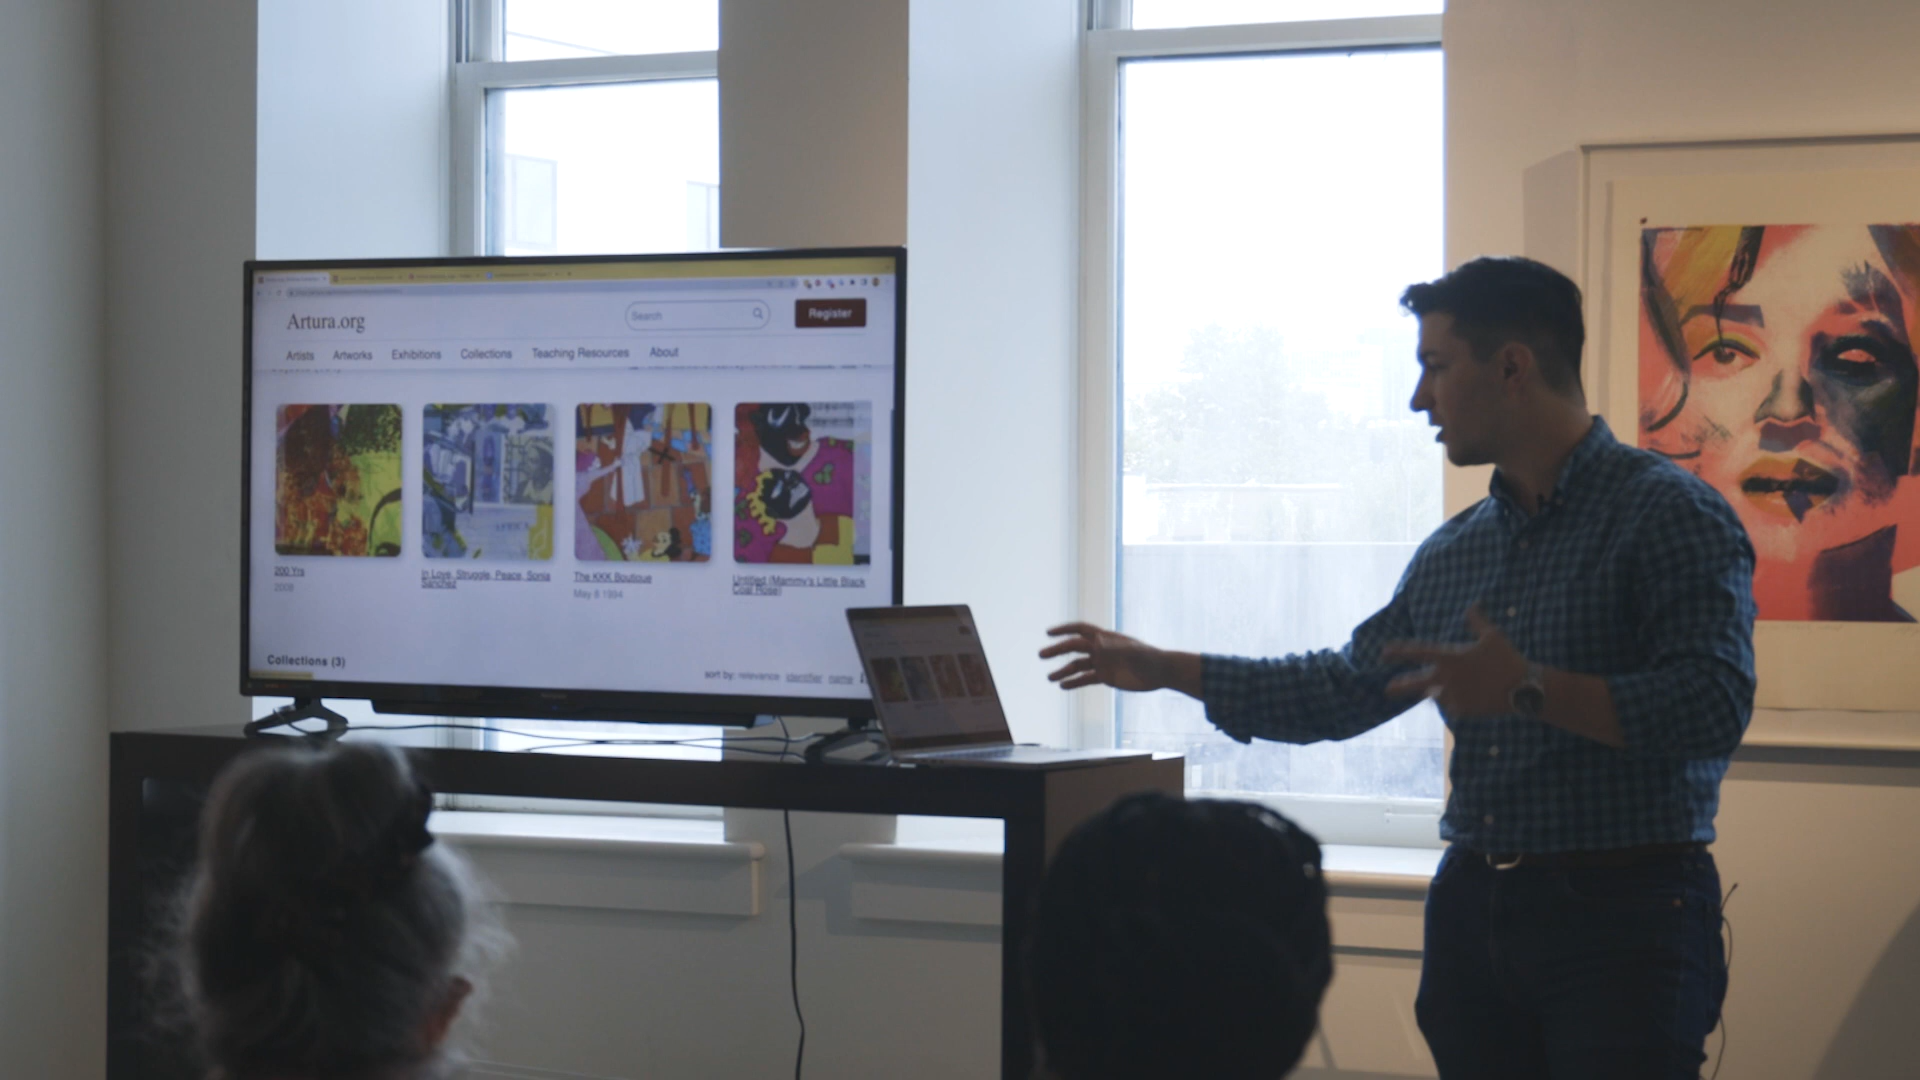 Artura.org
Search
Register
Artists Artworks Exhibitions Collections Teaching Resources About
200 Yrs
2008
In Love, Struggle, Peace, Sonia
Sanchez
The KKK Boutique
May 8 1994
Untitled (Mammy's Little Black
Coal Rose)
Collections (3)
sort by: relevance identifier name